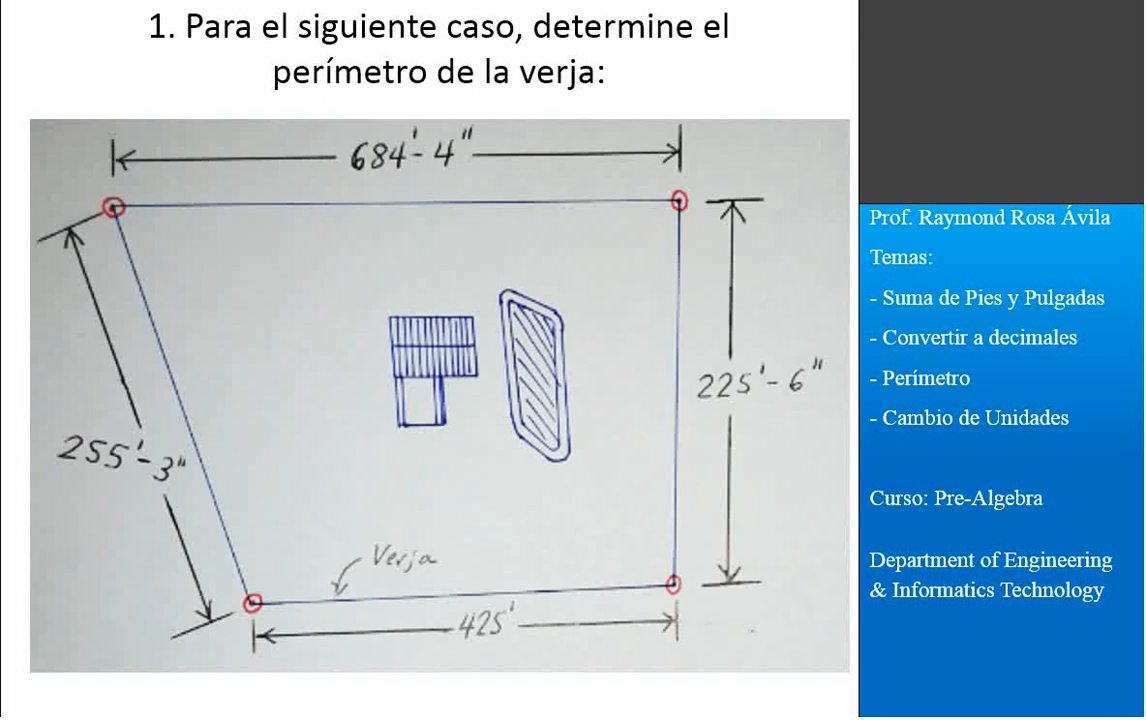 1. Para el siguiente caso, determine el
perímetro de la verja:
684'- 4"
225'- 6"
255'- 3"
Verja
425'
Prof. Raymond Rosa Ávila
Temas:
- Suma de Pies y Pulgadas
- Convertir a decimales
- Perímetro
- Cambio de Unidades
Curso: Pre-Algebra
Department of Engineering
& Informatics Technology